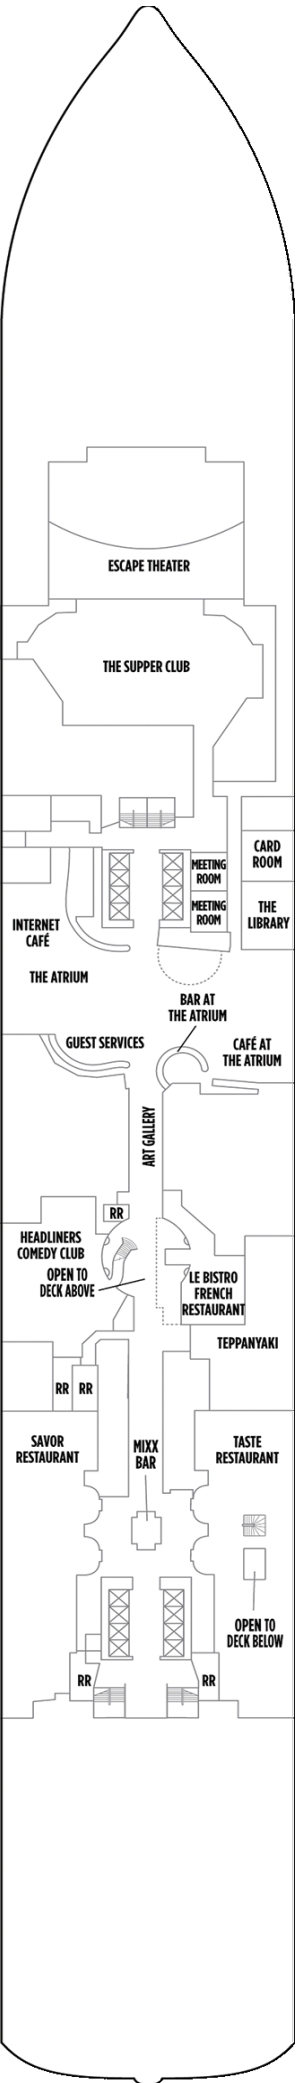 ESCAPE THEATER
THE SUPPER CLUB
CARD
ROOM
MEETING
ROOM
MEETING
ROOM
THE
LIBRARY
INTERNET
CAFÉ
THE ATRIUM
BAR AT
THE ATRIUM
GUEST SERVICES
CAFÉ AT
THE ATRIUM
ART GALLERY
RR
HEADLINERS
COMEDY CLUB
OPEN TO
DECK ABOVE
LE BISTRO
FRENCH
RESTAURANT
TEPPANYAKI
RR
RR
SAVOR
RESTAURANT
MIXX
BAR
TASTE
RESTAURANT
OPEN TO
DECK BELOW
RR
RR